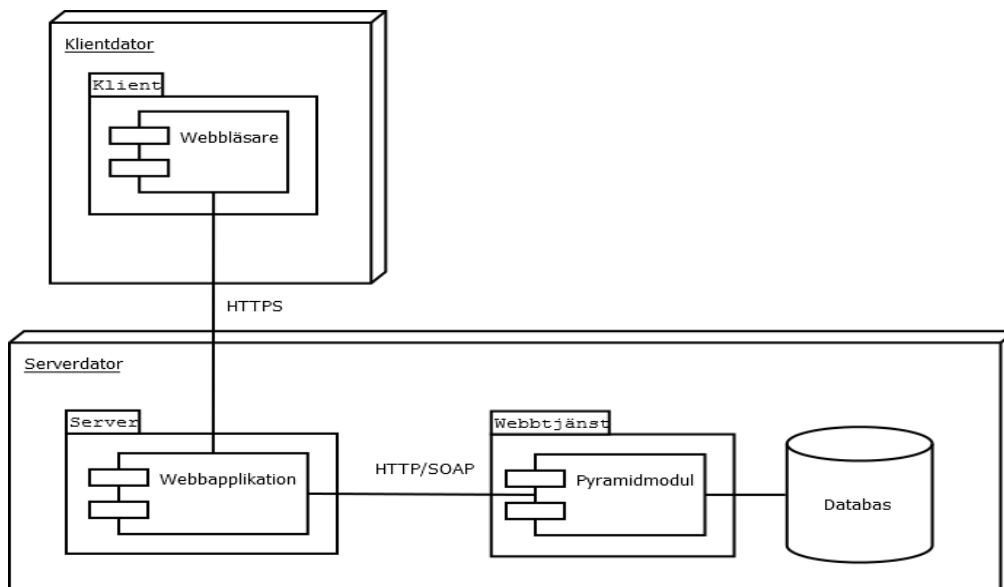 Klientdator
Klient
Webbläsare
HTTPS
Serverdator
Server
Webbapplikation
HTTP/SOAP
Webbtjänst
Pyramidmodul
Databas